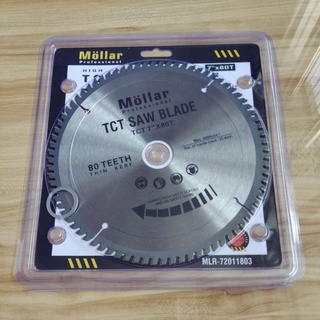 Möllar
Professional
HIGH
7"x80T
Möllar
Professional
TCT SAW BLADE
TCT 7"X80T
80 TEETH
THIN KERF
MLR-72011803